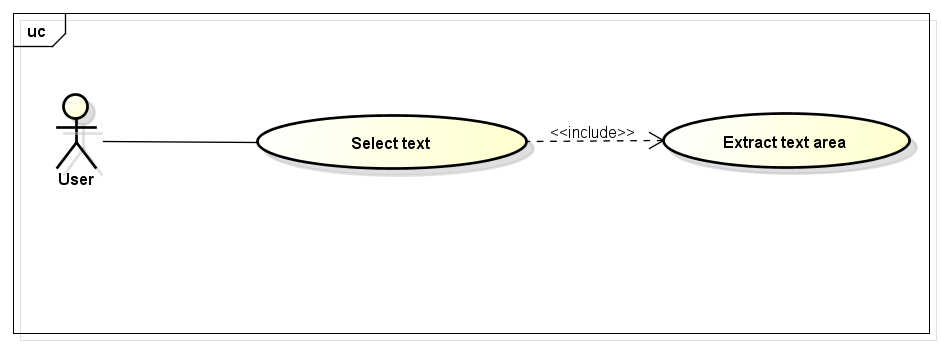 uc
Select text
<<include>>
Extract text area
User